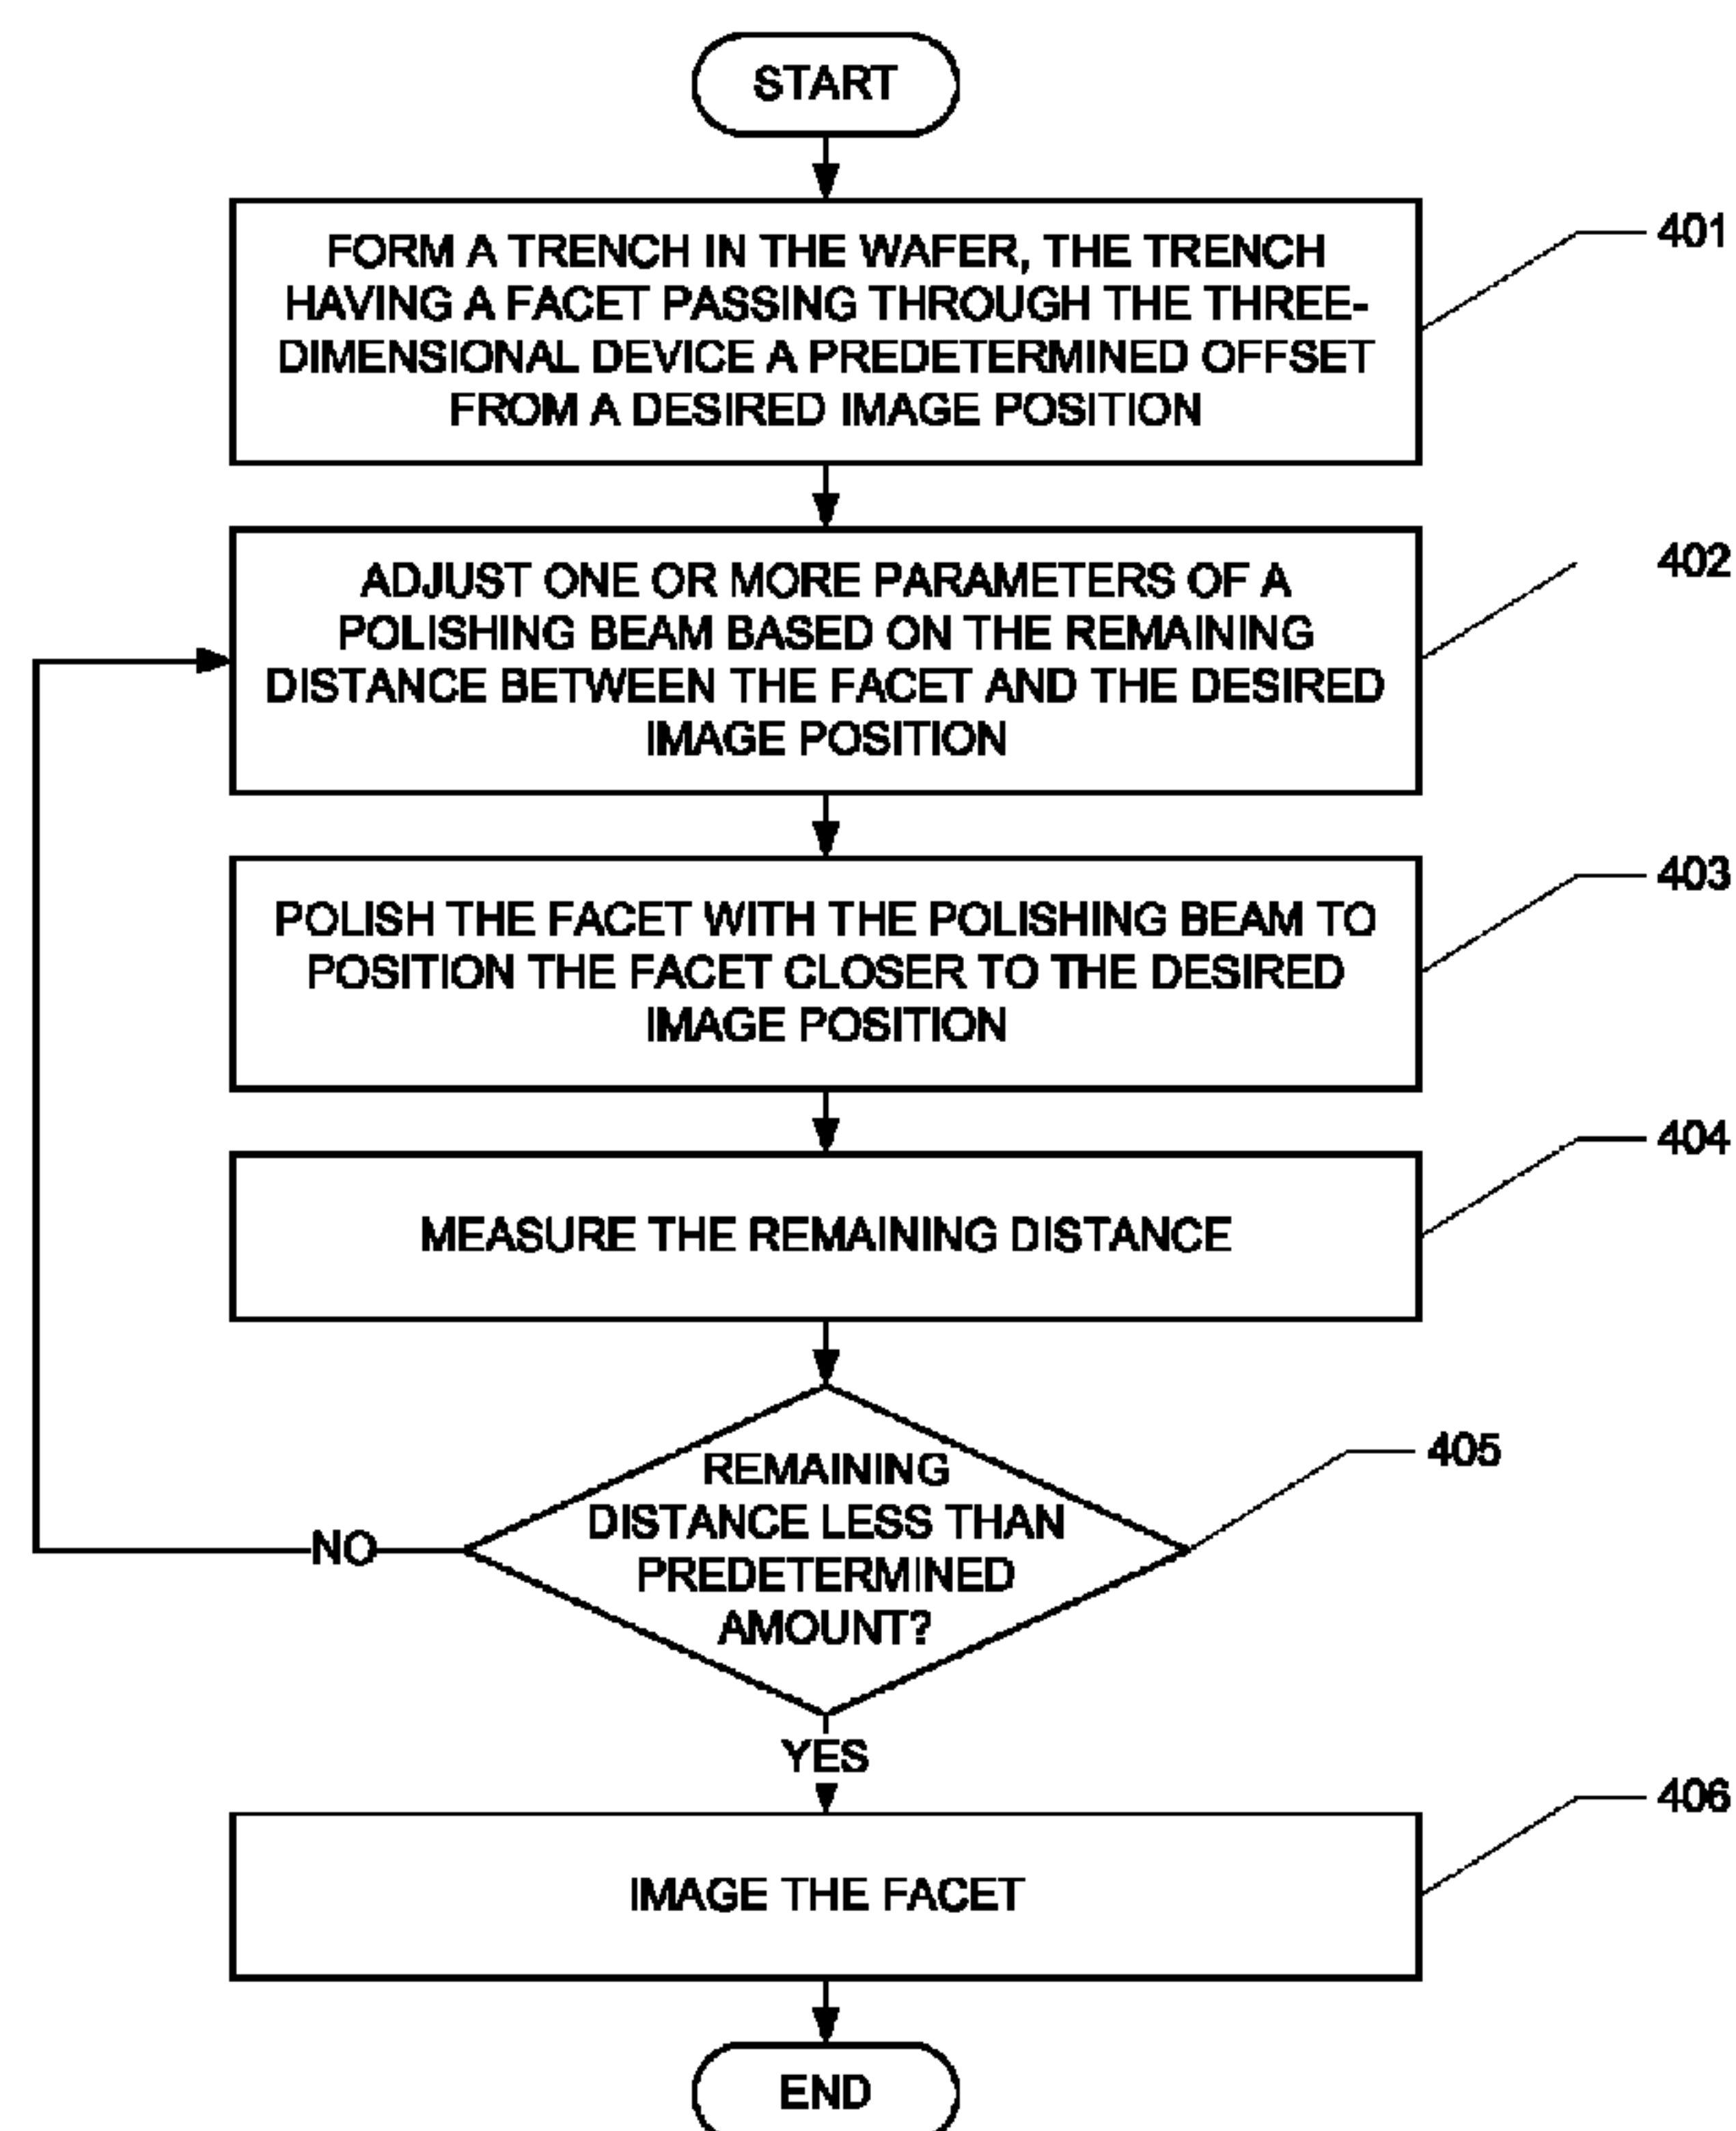 START
FORM A TRENCH IN THE WAFER, THE TRENCH
HAVING A FACET PASSING THROUGH THE THREE-
DIMENSIONAL DEVICE A PREDETERMINED OFFSET
FROM A DESIRED IMAGE POSITION
401
ADJUST ONE OR MORE PARAMETERS OF A
POLISHING BEAM BASED ON THE REMAINING
DISTANCE BETWEEN THE FACET AND THE DESIRED
IMAGE POSITION
402
POLISH THE FACET WITH THE POLISHING BEAM TO
POSITION THE FACET CLOSER TO THE DESIRED
IMAGE POSITION
403
MEASURE THE REMAINING DISTANCE
404
REMAINING
DISTANCE LESS THAN
PREDETERMINED
AMOUNT?
405
NO
YES
IMAGE THE FACET
406
END